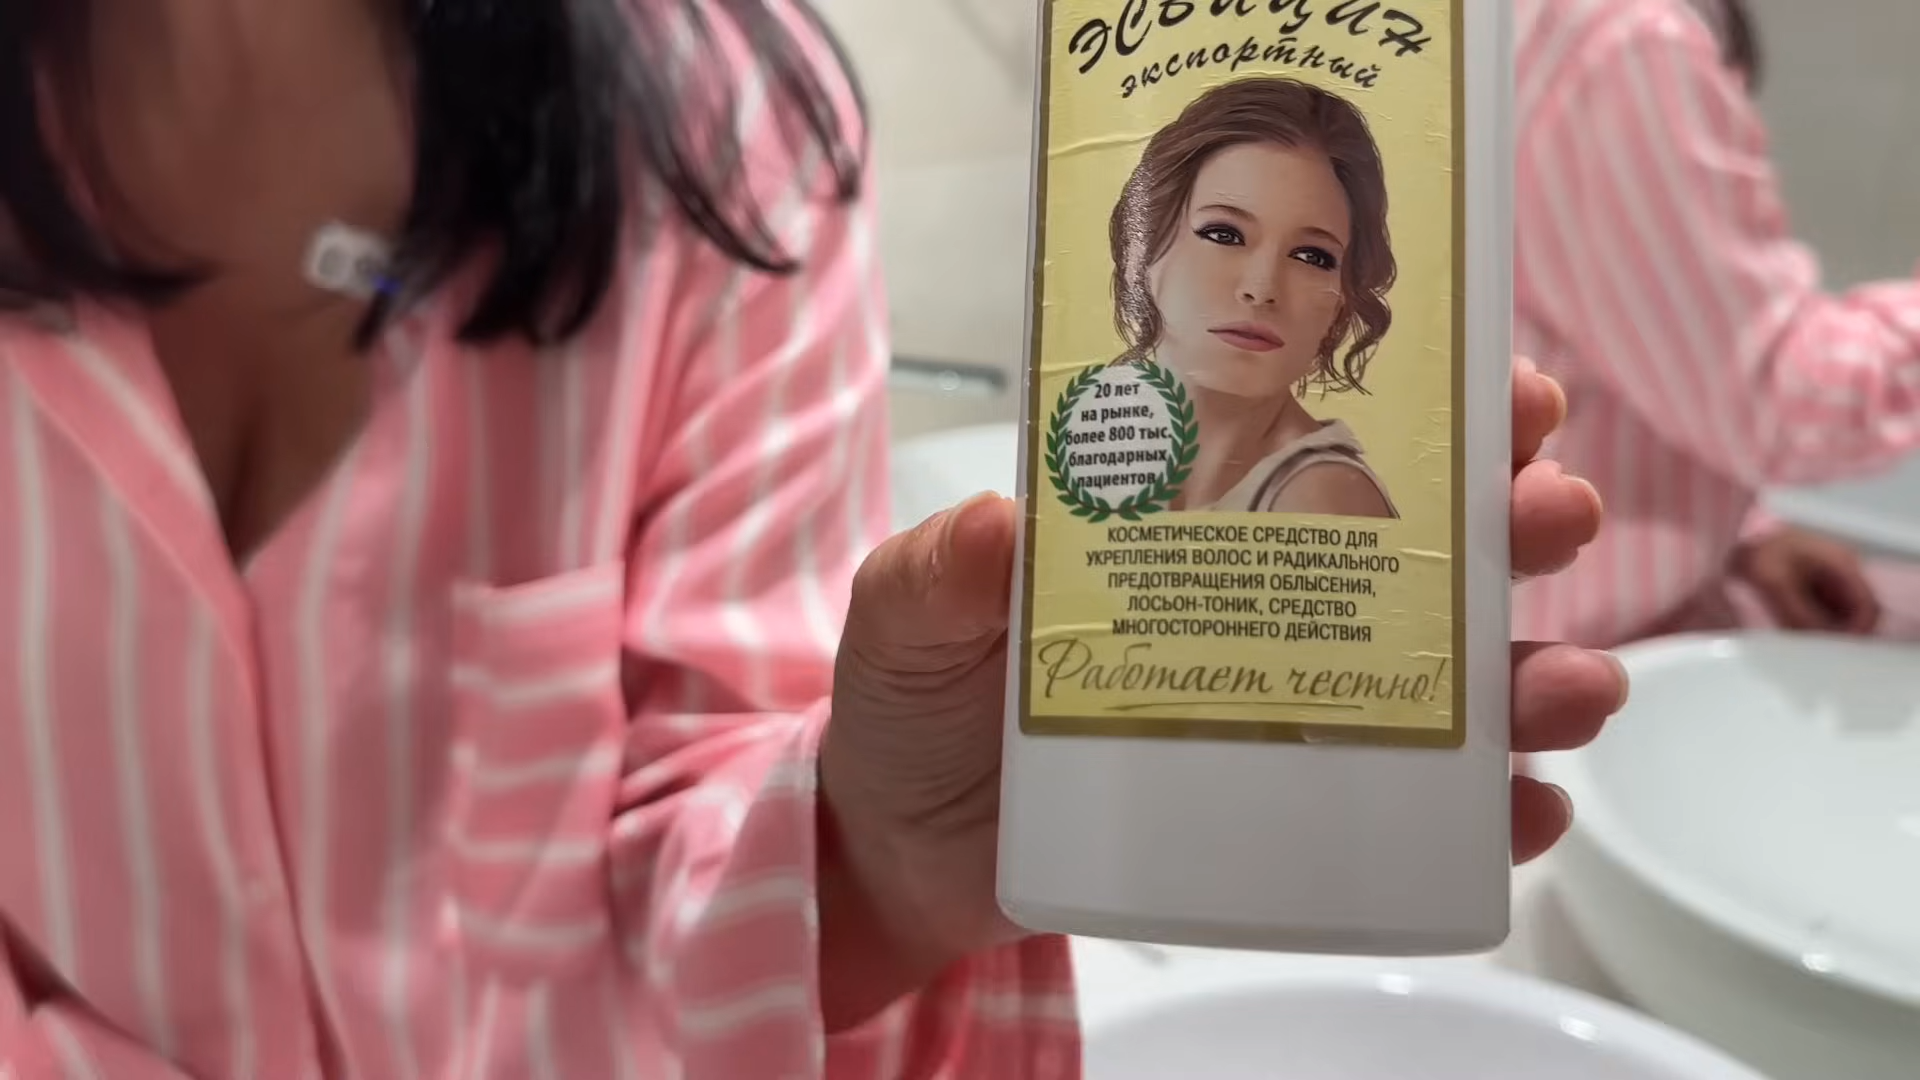 ЭСВИЦИН
экспортный
20 лет
на рынке,
более 800 тыс.
благодарных
пациентов
КОСМЕТИЧЕСКОЕ СРЕДСТВО ДЛЯ
УКРЕПЛЕНИЯ ВОЛОС И РАДИКАЛЬНОГО
ПРЕДОТВРАЩЕНИЯ ОБЛЫСЕНИЯ,
ЛОСЬОН-ТОНИК, СРЕДСТВО
МНОГОСТОРОННЕГО ДЕЙСТВИЯ
Работает честно!